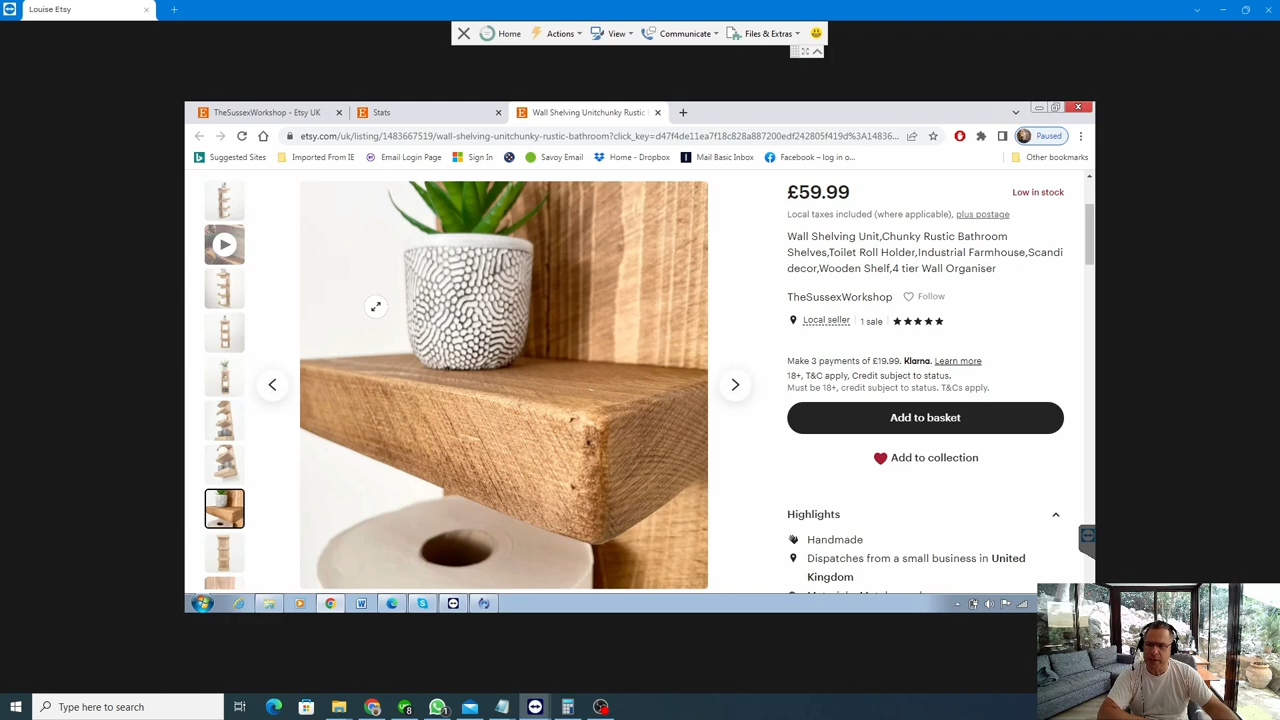 Louise Etsy
Home
Actions
View
Communicate
Files & Extras
TheSussexWorkshop - Etsy UK
Stats
Wall Shelving Unitchunky Rustic
etsy.com/uk/listing/1483667519/wall-shelving-unitchunky-rustic-bathroom?click_key=d47f4de11ea7f18c828a887200edf242805f419d%3A14836...
Paused
Suggested Sites
Imported From IE
Email Login Page
Sign In
Savoy Email
Home - Dropbox
Mail Basic Inbox
Facebook – log in o...
Other bookmarks
£59.99
Low in stock
Local taxes included (where applicable), plus postage
Wall Shelving Unit,Chunky Rustic Bathroom
Shelves,Toilet Roll Holder,Industrial Farmhouse,Scandi
decor,Wooden Shelf,4 tier Wall Organiser
TheSussexWorkshop
Follow
Local seller
1 sale
Make 3 payments of £19.99. Klarna. Learn more
18+, T&C apply, Credit subject to status.
Must be 18+, credit subject to status. T&Cs apply.
Add to basket
Add to collection
Highlights
Handmade
Dispatches from a small business in United
Kingdom
Type here to search